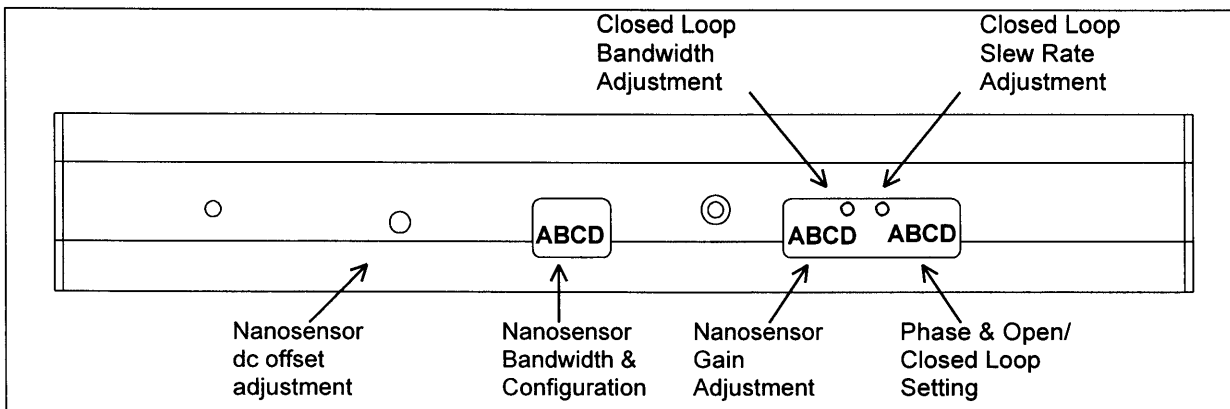 Closed Loop
Bandwidth
Adjustment
Closed Loop
Slew Rate
Adjustment
ABCD
ABCD
ABCD
Nanosensor
dc offset
adjustment
Nanosensor
Bandwidth &
Configuration
Nanosensor
Gain
Adjustment
Phase & Open/
Closed Loop
Setting